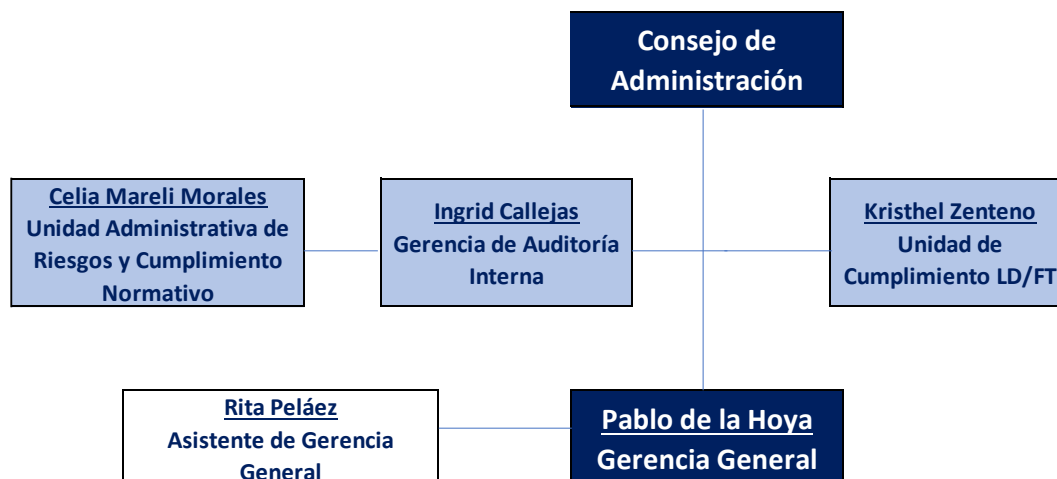 Consejo de
Administración
Celia Mareli Morales
Unidad Administrativa de
Riesgos y Cumplimiento
Normativo
Ingrid Callejas
Gerencia de Auditoría
Interna
Kristhel Zenteno
Unidad de
Cumplimiento LD/FT
Rita Peláez
Asistente de Gerencia
General
Pablo de la Hoya
Gerencia General